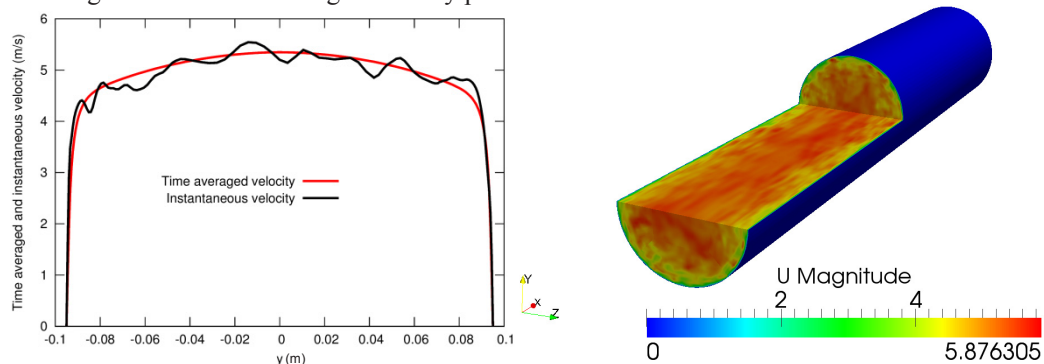 Time averaged and instantaneous velocity (m/s)
6
5
4
3
2
1
0
Time averaged velocity
Instantaneous velocity
-0.1 -0.08 -0.06 -0.04 -0.02 0 0.02 0.04 0.06 0.08 0.1
y (m)
Y
X
Z
U Magnitude
2 4
0 5.876305